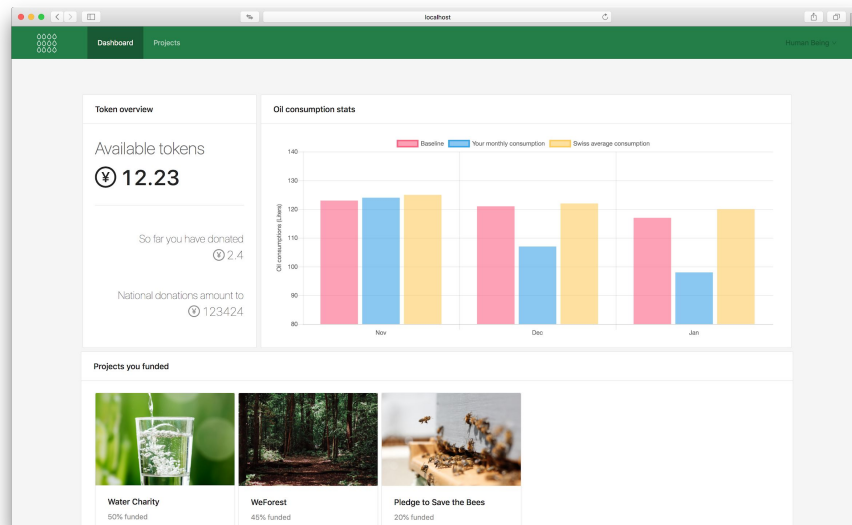 localhost
Dashboard Projects Human Being
Token overview
Available tokens
¥ 12.23
So far you have donated
¥ 2.4
National donations amount to
¥ 123424
Oil consumption stats
Baseline Your monthly consumption Swiss average consumption
Oil consumptions (Liters)
140
130
120
110
100
90
80
Nov Dec Jan
Projects you funded
Water Charity
50% funded
WeForest
45% funded
Pledge to Save the Bees
20% funded